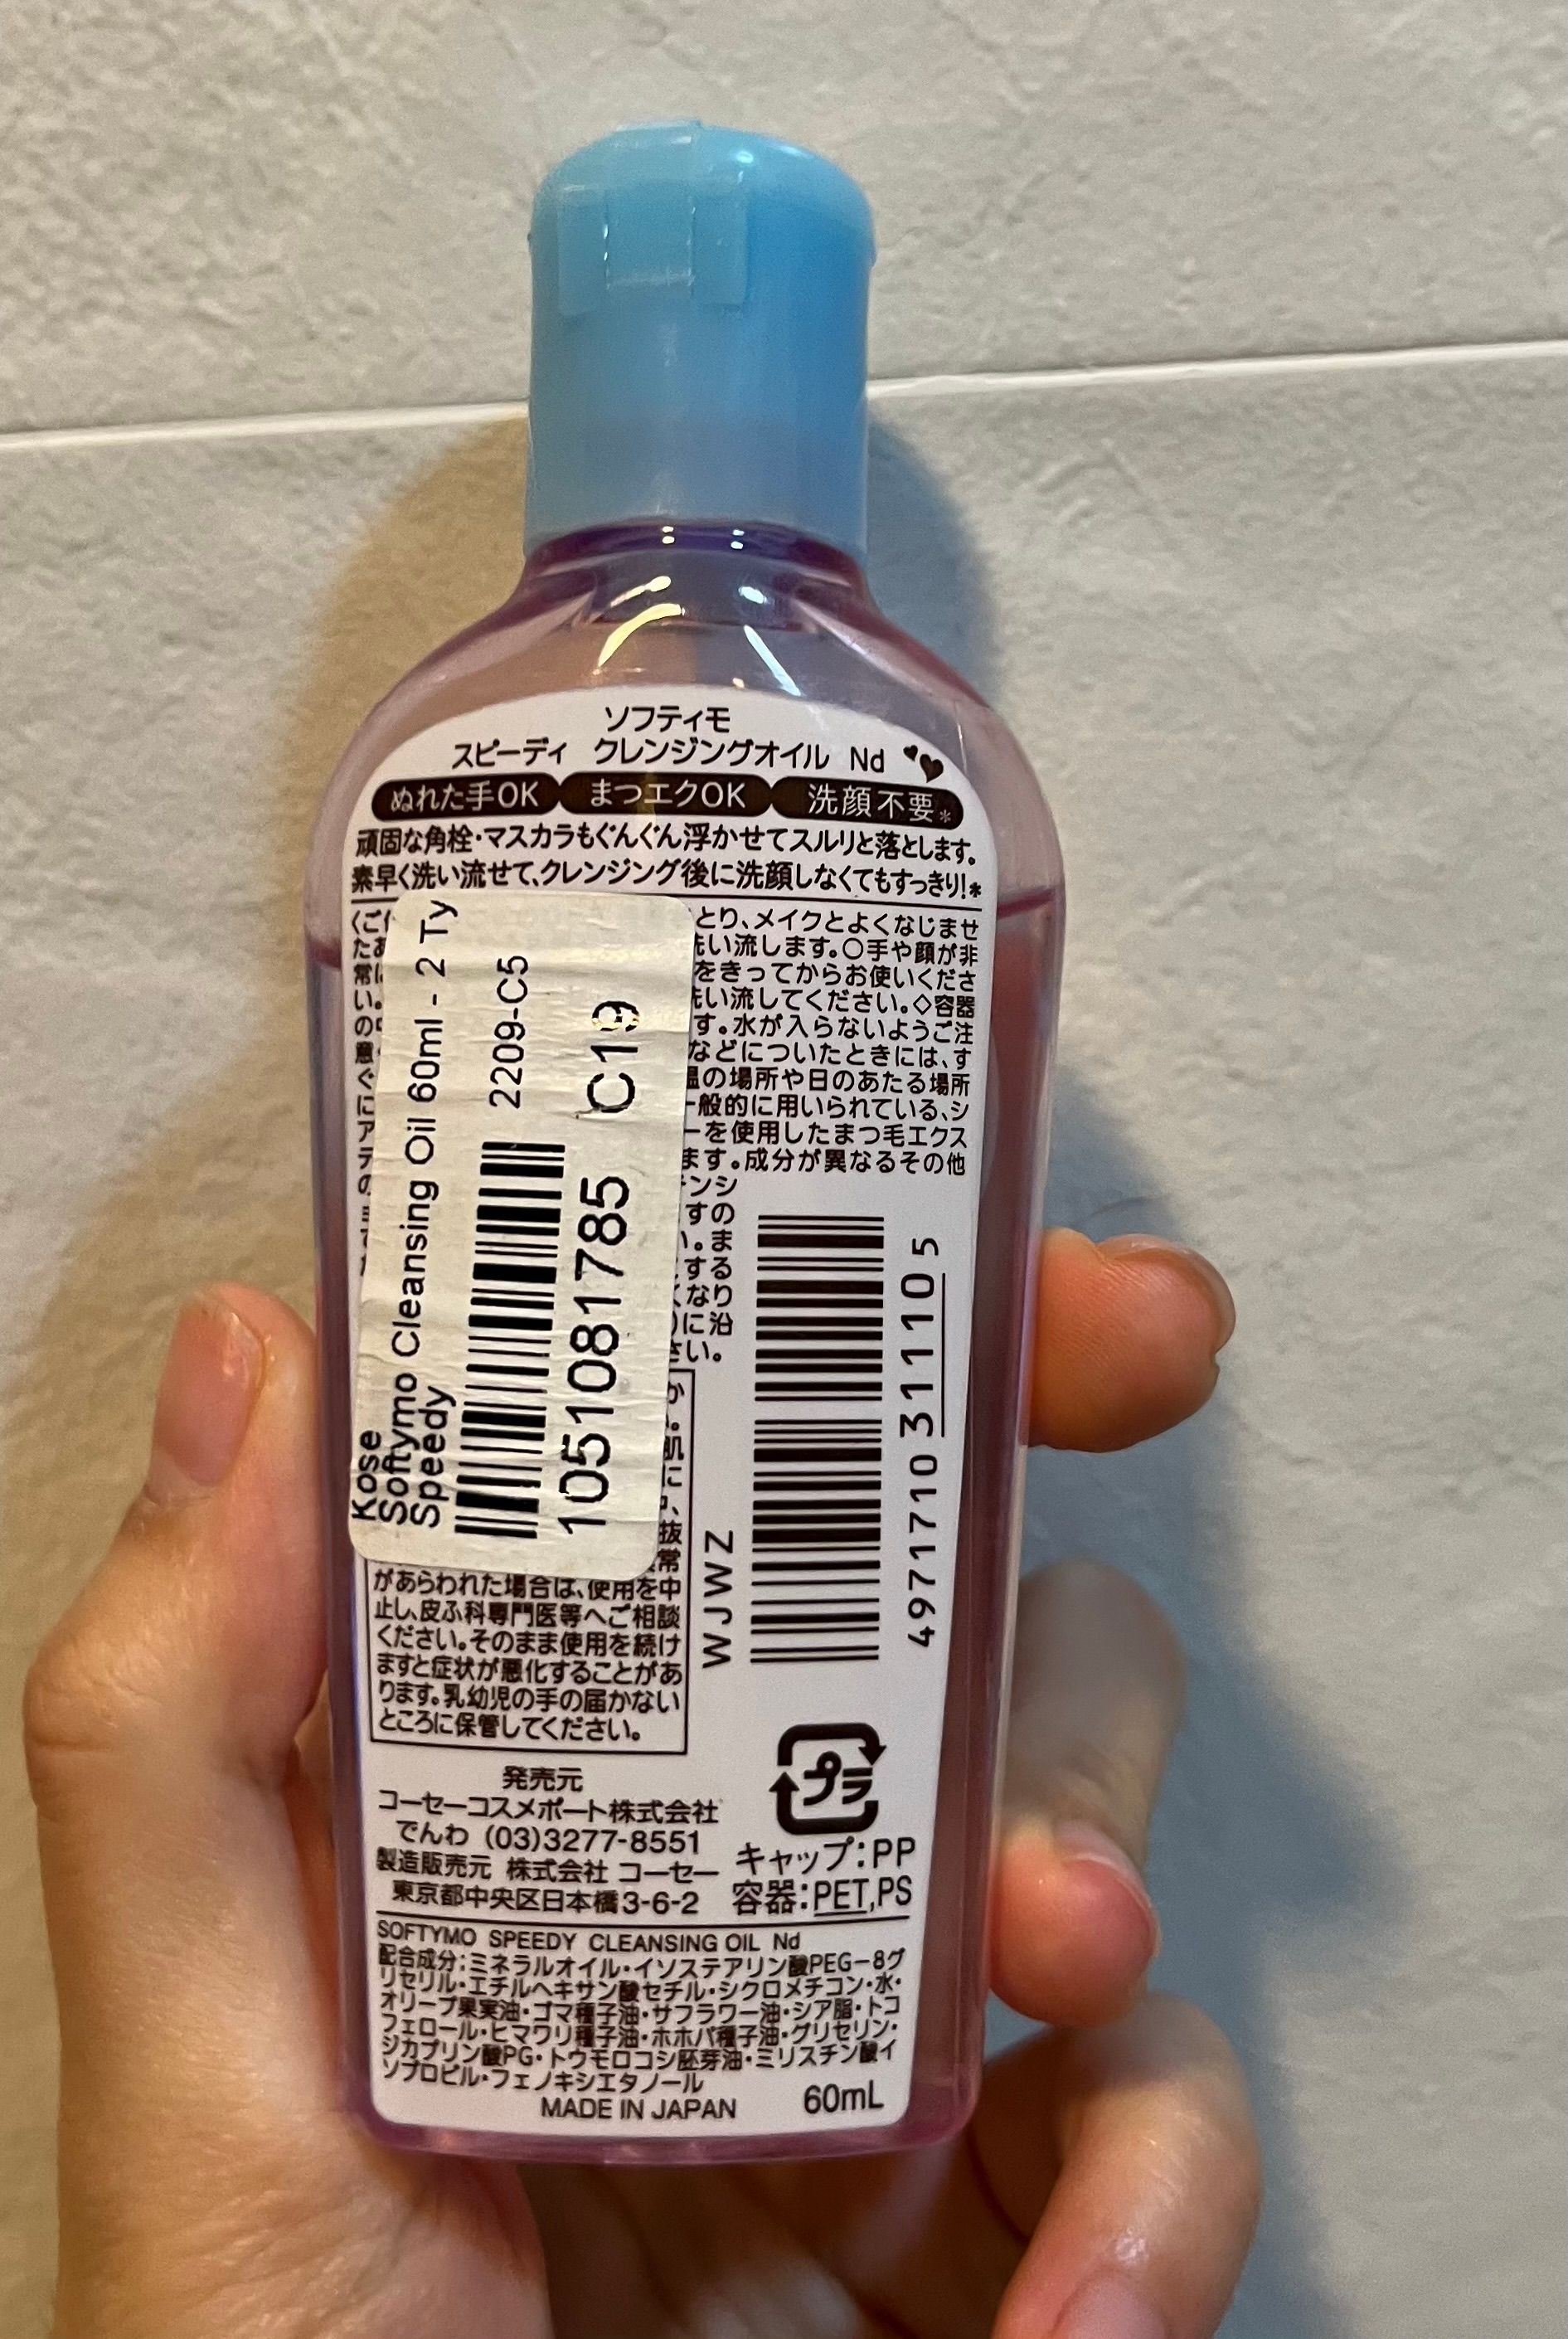 ソフティモ
スピーディ クレンジングオイル Nd
ぬれた手OK まつエクOK 洗顔不要*
頑固な角栓・マスカラもぐんぐん浮かせてスルリと落とします。
素早く洗い流せて、クレンジング後に洗顔しなくてもすっきり!*
とり、メイクとよくなじませ
い流します。○手や顔が非
をきってからお使いくださ
い流してください。◇容器
す。水が入らないようご注
などについたときには、す
の場所や日のあたる場所
般的に用いられている、シ
ーを使用したまつ毛エクス
ます。成分が異なるその他
ンシ
すの
。ま
する
なり
に沿
さい。
Kose
Softymo Cleansing Oil 60ml - 2 Ty
Speedy
2209-C5
1051081785 C19
か
肌
に
抜
常
があらわれた場合は、使用を中
止し、皮ふ科専門医等へご相談
ください。そのまま使用を続け
ますと症状が悪化することがあ
ります。乳幼児の手の届かない
ところに保管してください。
WJWZ
4971710 311105
発売元
コーセーコスメポート株式会社
でんわ (03)3277-8551
製造販売元 株式会社 コーセー
東京都中央区日本橋3-6-2
プラ
キャップ:PP
容器:PET,PS
SOFTYMO SPEEDY CLEANSING OIL Nd
配合成分:ミネラルオイル・イソステアリン酸PEG-8グ
リセリル・エチルヘキサン酸セチル・シクロメチコン・水・
オリーブ果実油・ゴマ種子油・サフラワー油・シア脂・トコ
フェロール・ヒマワリ種子油・ホホバ種子油・グリセリン・
ジカプリン酸PG・トウモロコシ胚芽油・ミリスチン酸イ
ソプロピル・フェノキシエタノール
MADE IN JAPAN 60mL